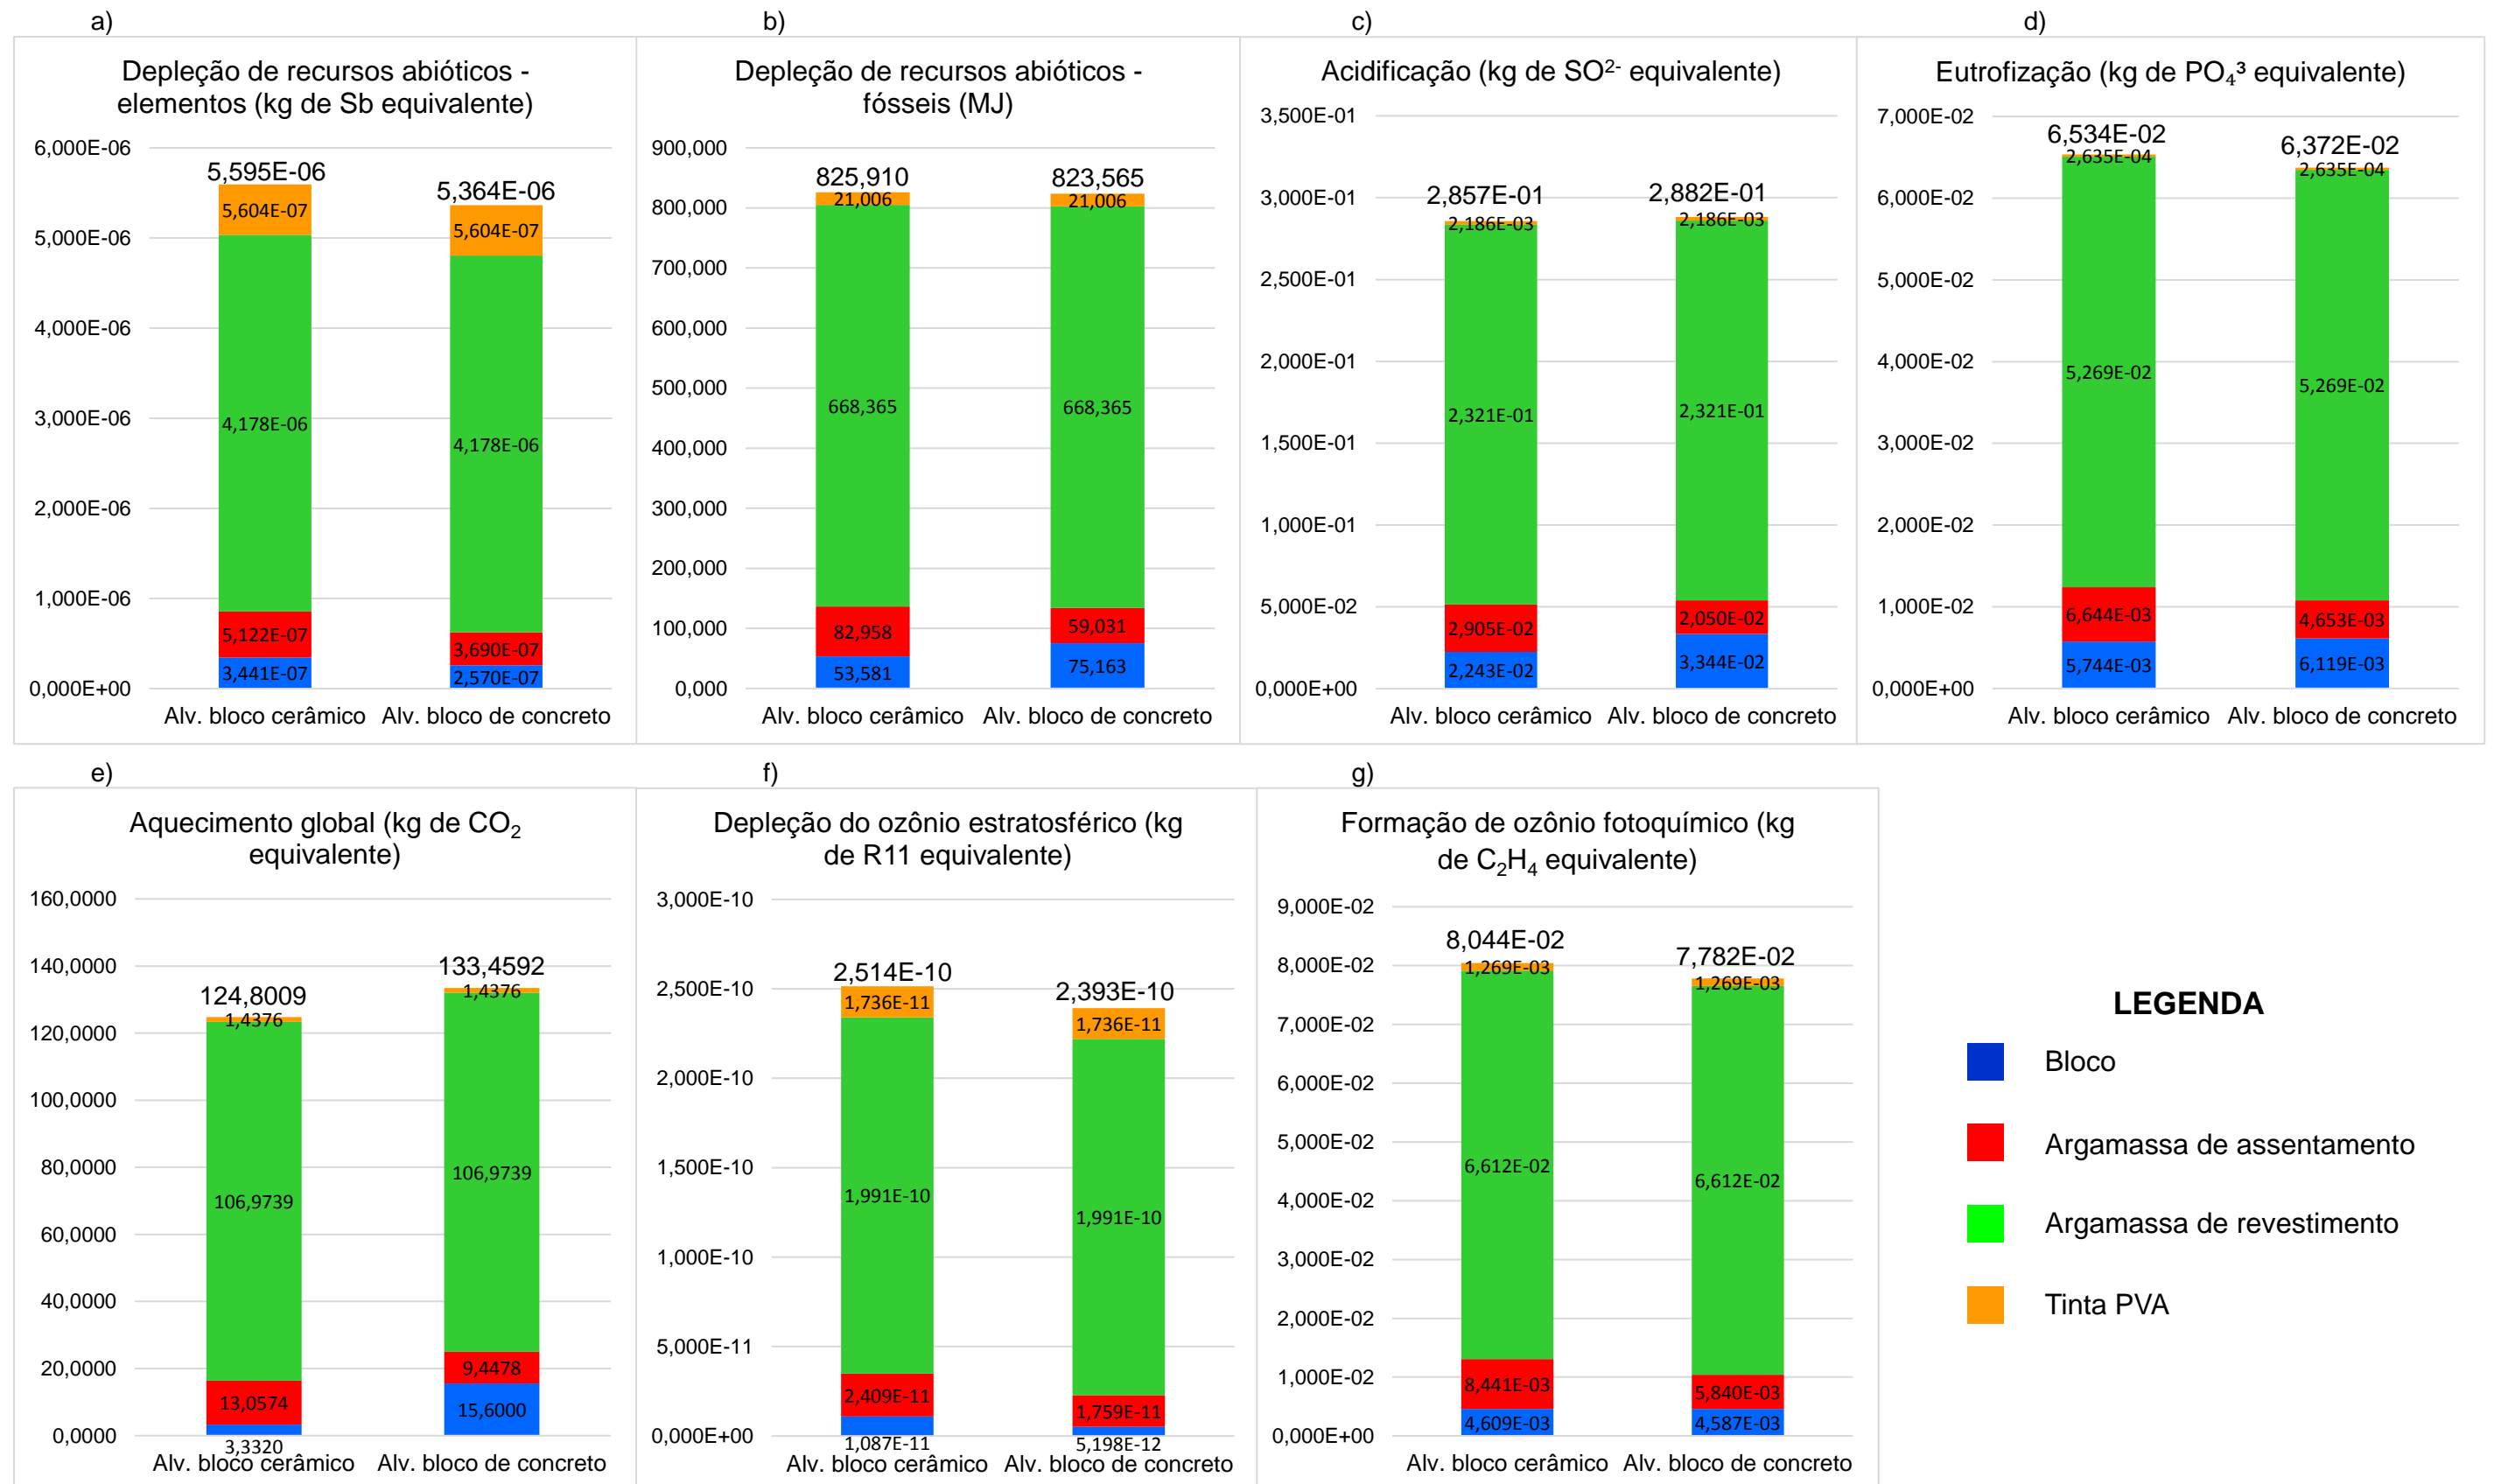 a)
Depleção de recursos abióticos -
elementos (kg de Sb equivalente)
6,000E-06
5,000E-06
4,000E-06
3,000E-06
2,000E-06
1,000E-06
0,000E+00
5,595E-06
5,604E-07
4,178E-06
5,122E-07
3,441E-07
5,364E-06
5,604E-07
4,178E-06
3,690E-07
2,570E-07
Alv. bloco cerâmico Alv. bloco de concreto
b)
Depleção de recursos abióticos -
fósseis (MJ)
900,000
800,000
700,000
600,000
500,000
400,000
300,000
200,000
100,000
0,000
825,910
21,006
668,365
82,958
53,581
823,565
21,006
668,365
59,031
75,163
Alv. bloco cerâmico Alv. bloco de concreto
c)
Acidificação (kg de SO²⁻ equivalente)
3,500E-01
3,000E-01
2,500E-01
2,000E-01
1,500E-01
1,000E-01
5,000E-02
0,000E+00
2,857E-01
2,186E-03
2,321E-01
2,905E-02
2,243E-02
2,882E-01
2,186E-03
2,321E-01
2,050E-02
3,344E-02
Alv. bloco cerâmico Alv. bloco de concreto
d)
Eutrofização (kg de PO₄³ equivalente)
7,000E-02
6,000E-02
5,000E-02
4,000E-02
3,000E-02
2,000E-02
1,000E-02
0,000E+00
6,534E-02
2,635E-04
5,269E-02
6,644E-03
5,744E-03
6,372E-02
2,635E-04
5,269E-02
4,653E-03
6,119E-03
Alv. bloco cerâmico Alv. bloco de concreto
e)
Aquecimento global (kg de CO₂
equivalente)
160,0000
140,0000
120,0000
100,0000
80,0000
60,0000
40,0000
20,0000
0,0000
124,8009
1,4376
106,9739
13,0574
3,3320
133,4592
1,4376
106,9739
9,4478
15,6000
Alv. bloco cerâmico Alv. bloco de concreto
f)
Depleção do ozônio estratosférico (kg
de R11 equivalente)
3,000E-10
2,500E-10
2,000E-10
1,500E-10
1,000E-10
5,000E-11
0,000E+00
2,514E-10
1,736E-11
1,991E-10
2,409E-11
1,087E-11
2,393E-10
1,736E-11
1,991E-10
1,759E-11
5,198E-12
Alv. bloco cerâmico Alv. bloco de concreto
g)
Formação de ozônio fotoquímico (kg
de C₂H₄ equivalente)
9,000E-02
8,000E-02
7,000E-02
6,000E-02
5,000E-02
4,000E-02
3,000E-02
2,000E-02
1,000E-02
0,000E+00
8,044E-02
1,269E-03
6,612E-02
8,441E-03
4,609E-03
7,782E-02
1,269E-03
6,612E-02
5,840E-03
4,587E-03
Alv. bloco cerâmico Alv. bloco de concreto
LEGENDA
Bloco
Argamassa de assentamento
Argamassa de revestimento
Tinta PVA